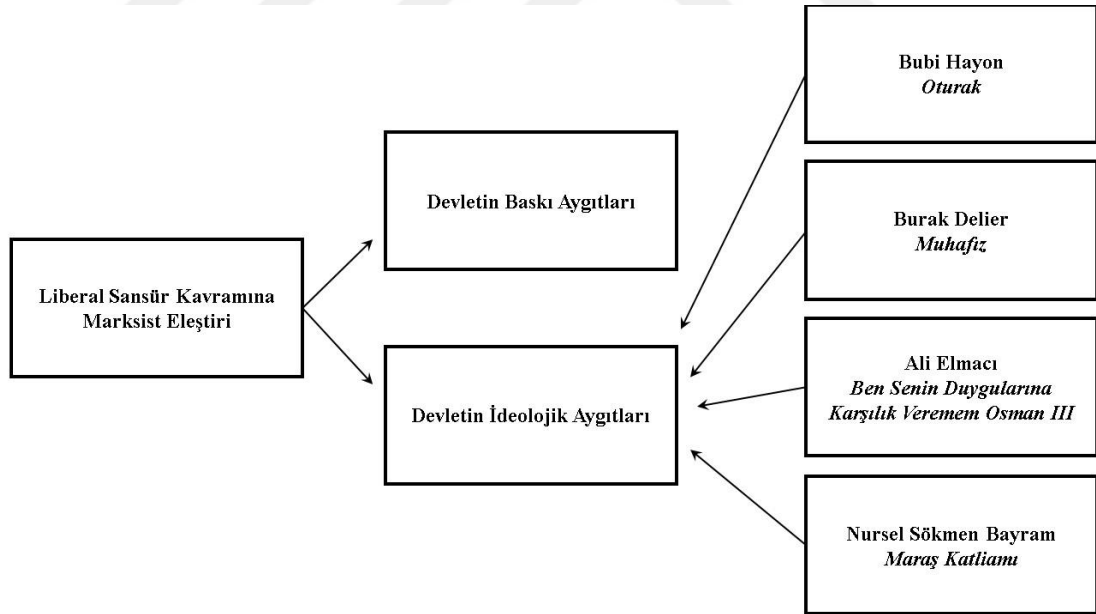 Liberal Sansür Kavramına
Marksist Eleştiri
Devletin Baskı Aygıtları
Devletin İdeolojik Aygıtları
Bubi Hayon
Oturak
Burak Delier
Muhafız
Ali Elmacı
Ben Senin Duygularına
Karşılık Veremem Osman III
Nursel Sökmen Bayram
Maraş Katliamı